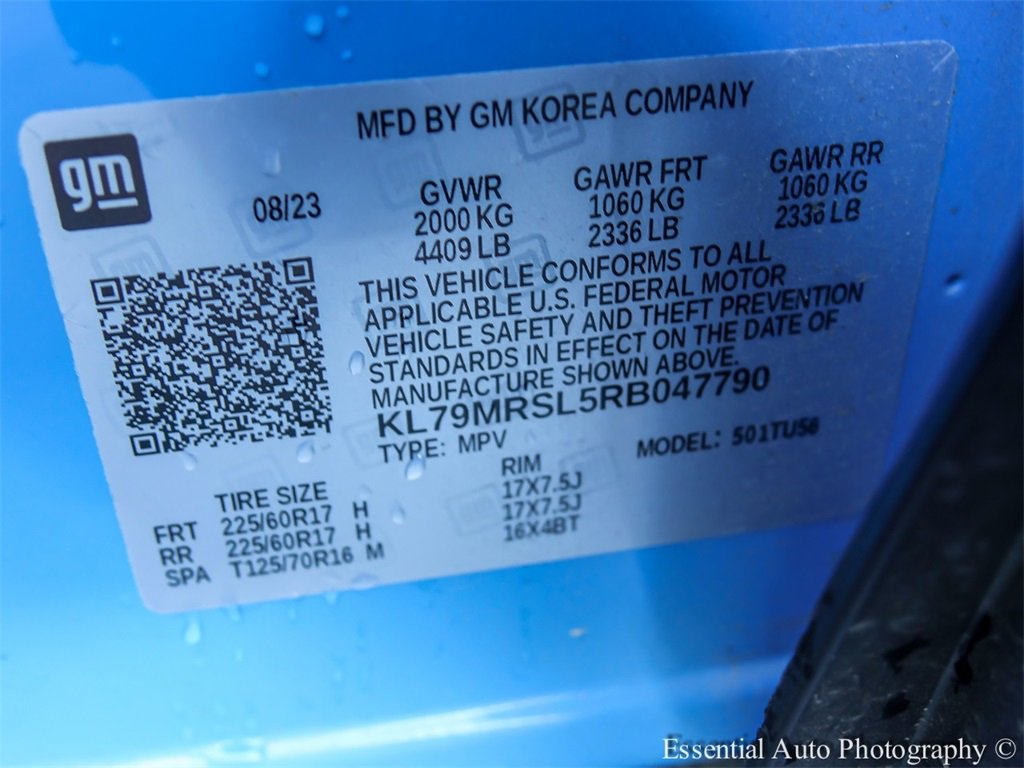 MFD BY GM KOREA COMPANY
gm
08/23
GVWR GAWR FRT GAWR RR
2000 KG 1060 KG 1060 KG
4409 LB 2336 LB 2336 LB
THIS VEHICLE CONFORMS TO ALL
APPLICABLE U.S. FEDERAL MOTOR
VEHICLE SAFETY AND THEFT PREVENTION
STANDARDS IN EFFECT ON THE DATE OF
MANUFACTURE SHOWN ABOVE.
KL79MRSL5RB047790
TYPE: MPV MODEL: 501TU56
TIRE SIZE RIM
FRT 225/60R17 H 17X7.5J
RR 225/60R17 H 17X7.5J
SPA T125/70R16 M 16X4BT
Essential Auto Photography ©